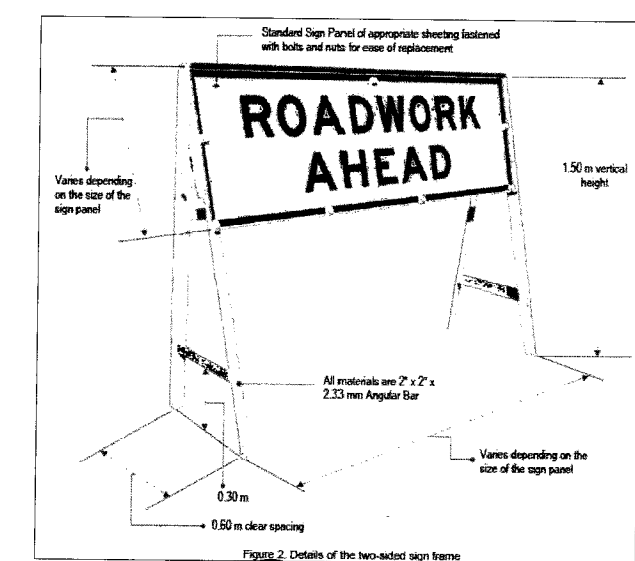 Standard Sign Panel of appropriate sheeting fastened
with bolts and nuts for ease of replacement
ROADWORK
AHEAD
Varies depending
on the size of the
sign panel
1.50 m vertical
height
All materials are 2" x 2" x
2.33 mm Angular Bar
Varies depending on the
size of the sign panel
0.30 m
0.60 m clear spacing
Figure 2. Details of the two-sided sign frame